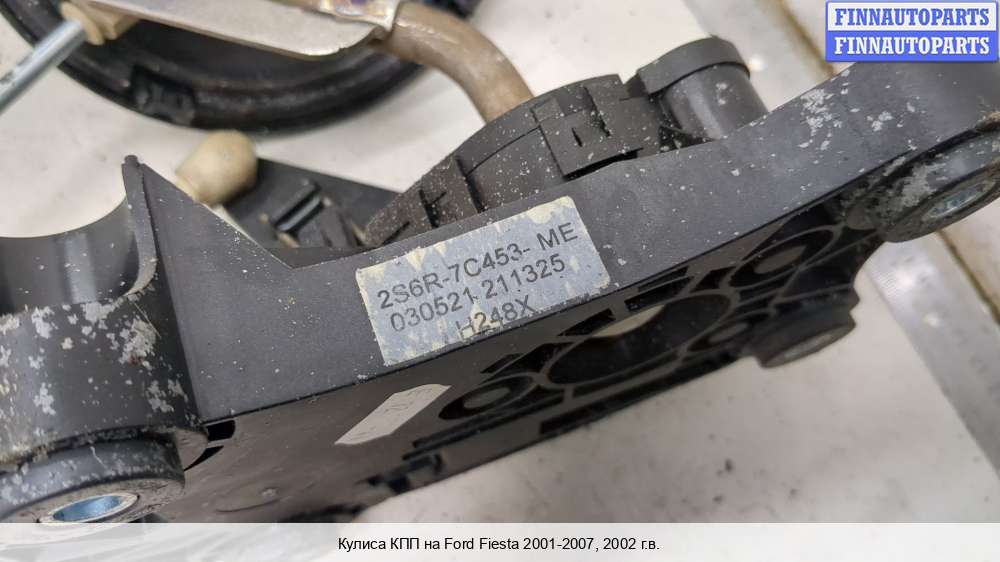 FINNAUTOPARTS
FINNAUTOPARTS
2S6R-7C453- ME
030521 211325
H248X
Кулиса КПП на Ford Fiesta 2001-2007, 2002 г.в.